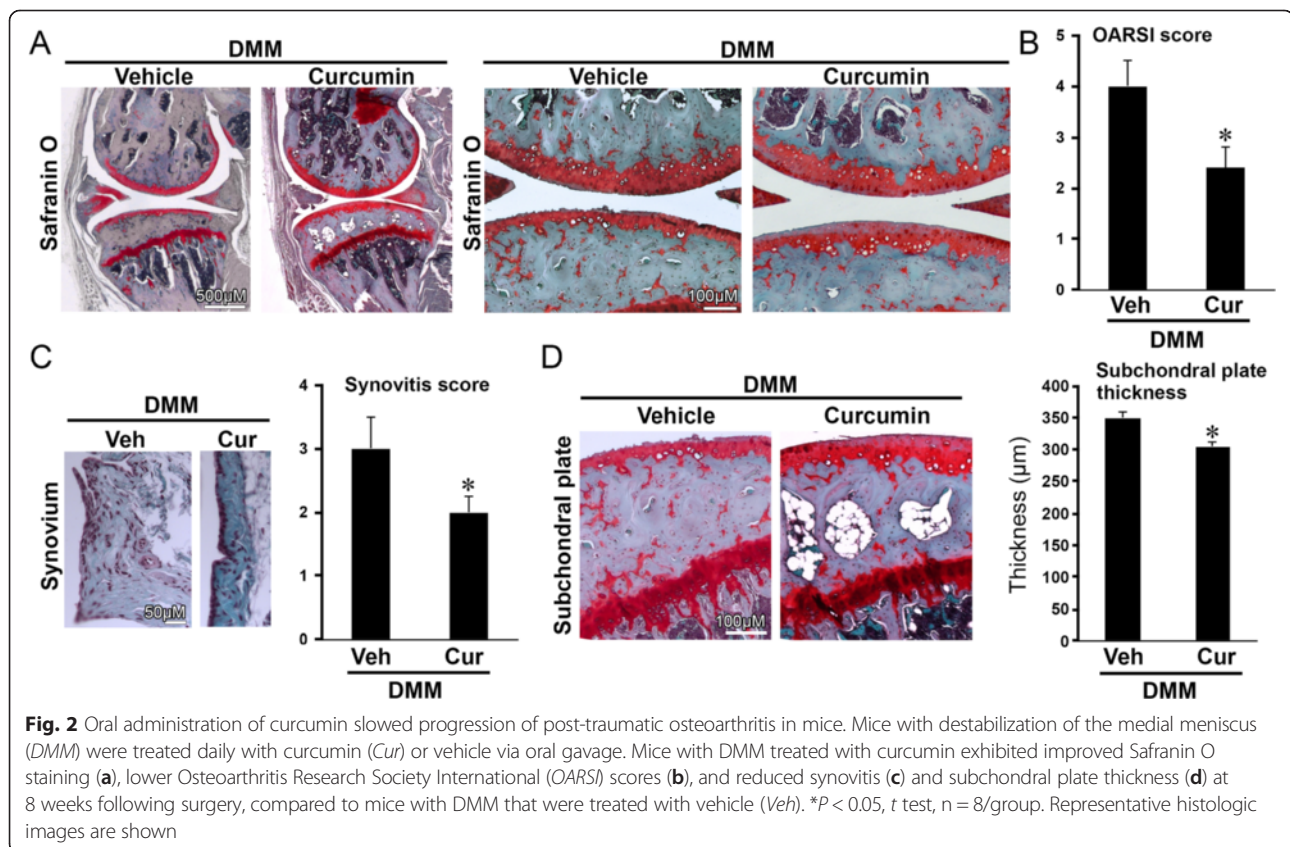 A
DMM
Vehicle
Curcumin
Safranin O
500µM
DMM
Vehicle
Curcumin
Safranin O
100µM
B
OARSI score
5
4
3
2
1
0
*
Veh
Cur
DMM
C
DMM
Veh
Cur
Synovium
50µM
Synovitis score
4
3
2
1
0
*
Veh
Cur
DMM
D
DMM
Vehicle
Curcumin
Subchondral plate
100µM
Subchondral plate
thickness
Thickness (µm)
400
350
300
250
200
150
100
50
0
*
Veh
Cur
DMM
Fig. 2 Oral administration of curcumin slowed progression of post-traumatic osteoarthritis in mice. Mice with destabilization of the medial meniscus
(DMM) were treated daily with curcumin (Cur) or vehicle via oral gavage. Mice with DMM treated with curcumin exhibited improved Safranin O
staining (a), lower Osteoarthritis Research Society International (OARSI) scores (b), and reduced synovitis (c) and subchondral plate thickness (d) at
8 weeks following surgery, compared to mice with DMM that were treated with vehicle (Veh). *P < 0.05, t test, n = 8/group. Representative histologic
images are shown